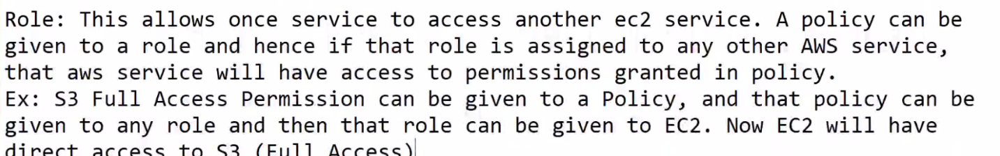 Role: This allows once service to access another ec2 service. A policy can be
given to a role and hence if that role is assigned to any other AWS service,
that aws service will have access to permissions granted in policy.
Ex: S3 Full Access Permission can be given to a Policy, and that policy can be
given to any role and then that role can be given to EC2. Now EC2 will have
direct access to S3 (Full Access)